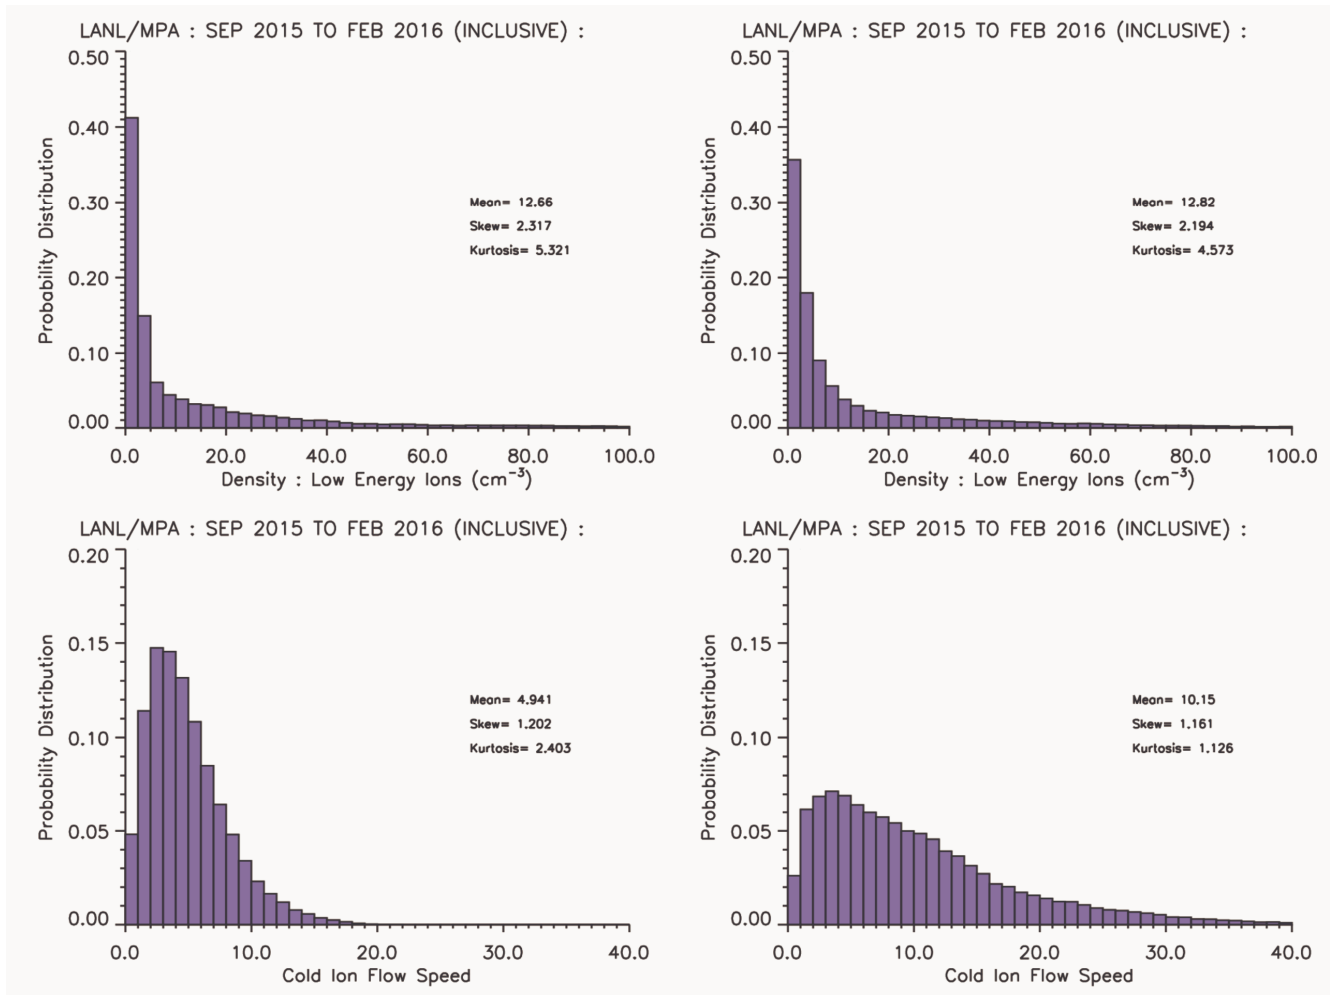 LANL/MPA : SEP 2015 TO FEB 2016 (INCLUSIVE) :
0.50
0.40
0.30
0.20
0.10
0.00
Probability Distribution
Mean= 12.66
Skew= 2.317
Kurtosis= 5.321
0.0 20.0 40.0 60.0 80.0 100.0
Density : Low Energy Ions (cm⁻³)
LANL/MPA : SEP 2015 TO FEB 2016 (INCLUSIVE) :
0.50
0.40
0.30
0.20
0.10
0.00
Probability Distribution
Mean= 12.82
Skew= 2.194
Kurtosis= 4.573
0.0 20.0 40.0 60.0 80.0 100.0
Density : Low Energy Ions (cm⁻³)
LANL/MPA : SEP 2015 TO FEB 2016 (INCLUSIVE) :
0.20
0.15
0.10
0.05
0.00
Probability Distribution
Mean= 4.941
Skew= 1.202
Kurtosis= 2.403
0.0 10.0 20.0 30.0 40.0
Cold Ion Flow Speed
LANL/MPA : SEP 2015 TO FEB 2016 (INCLUSIVE) :
0.20
0.15
0.10
0.05
0.00
Probability Distribution
Mean= 10.15
Skew= 1.161
Kurtosis= 1.126
0.0 10.0 20.0 30.0 40.0
Cold Ion Flow Speed